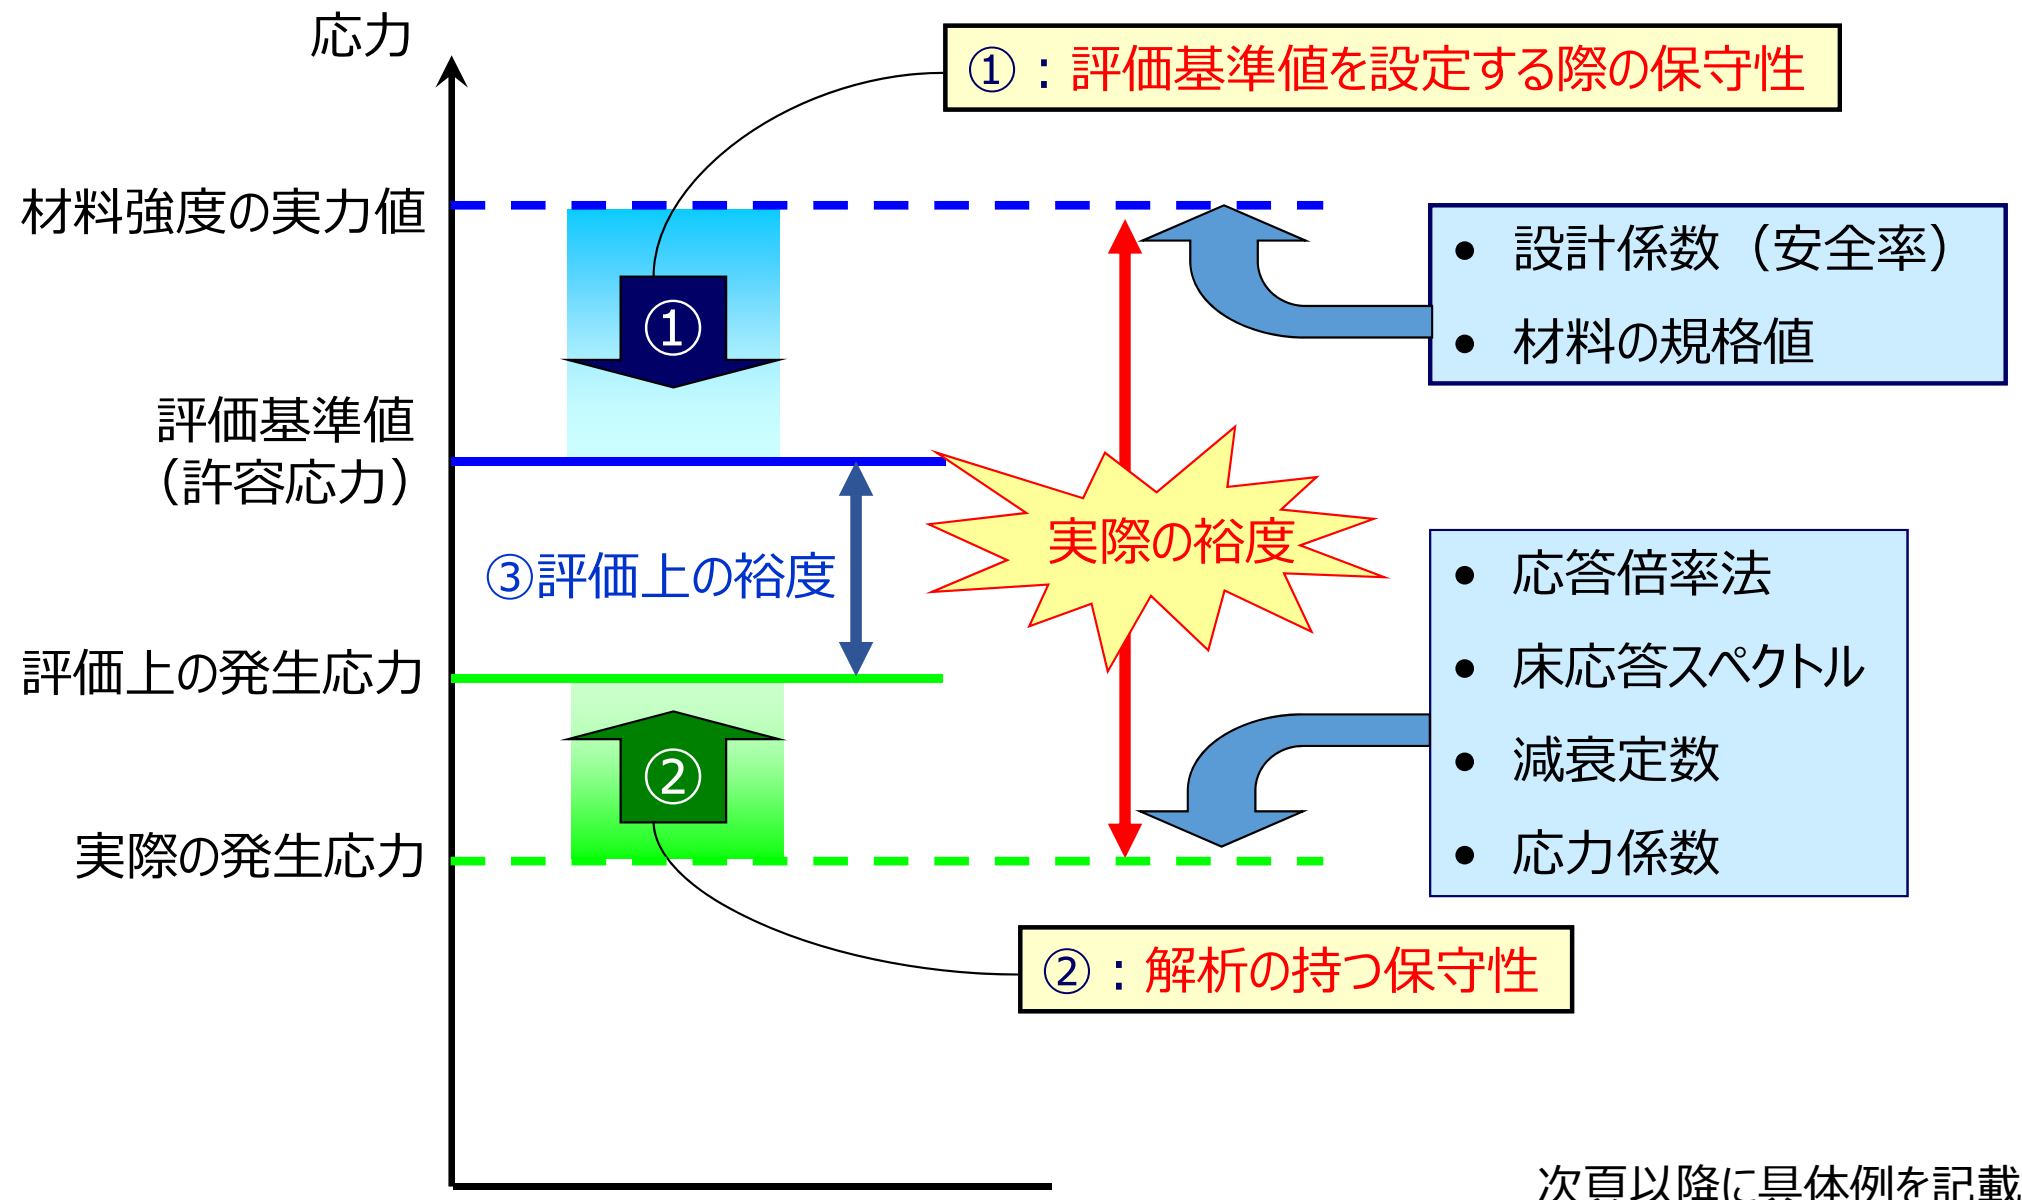 応力
①：評価基準値を設定する際の保守性
材料強度の実力値
• 設計係数（安全率）
• 材料の規格値
①
評価基準値
（許容応力）
③評価上の裕度
実際の裕度
• 応答倍率法
• 床応答スペクトル
• 減衰定数
• 応力係数
評価上の発生応力
②
実際の発生応力
②：解析の持つ保守性
次頁以降に具体例を記載